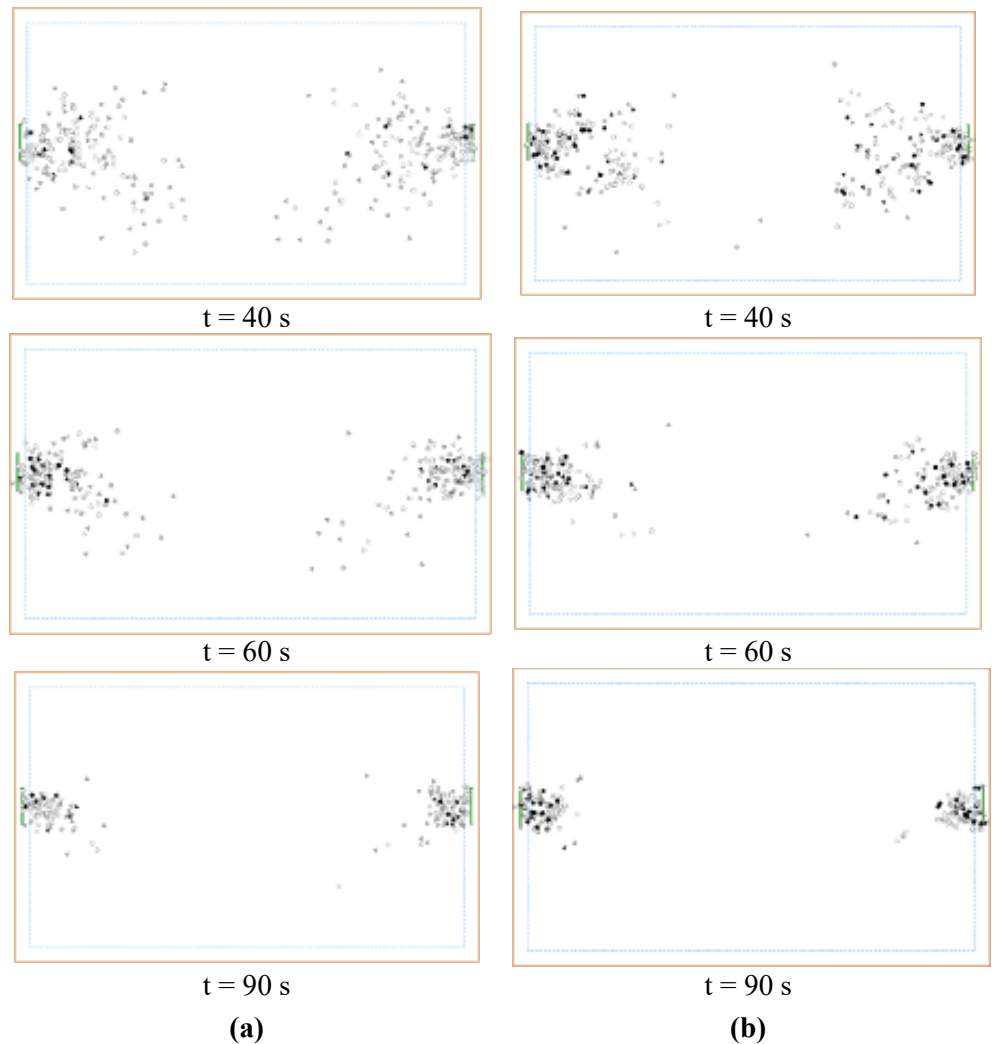 t = 40 s
t = 40 s
t = 60 s
t = 60 s
t = 90 s
t = 90 s
(a)
(b)